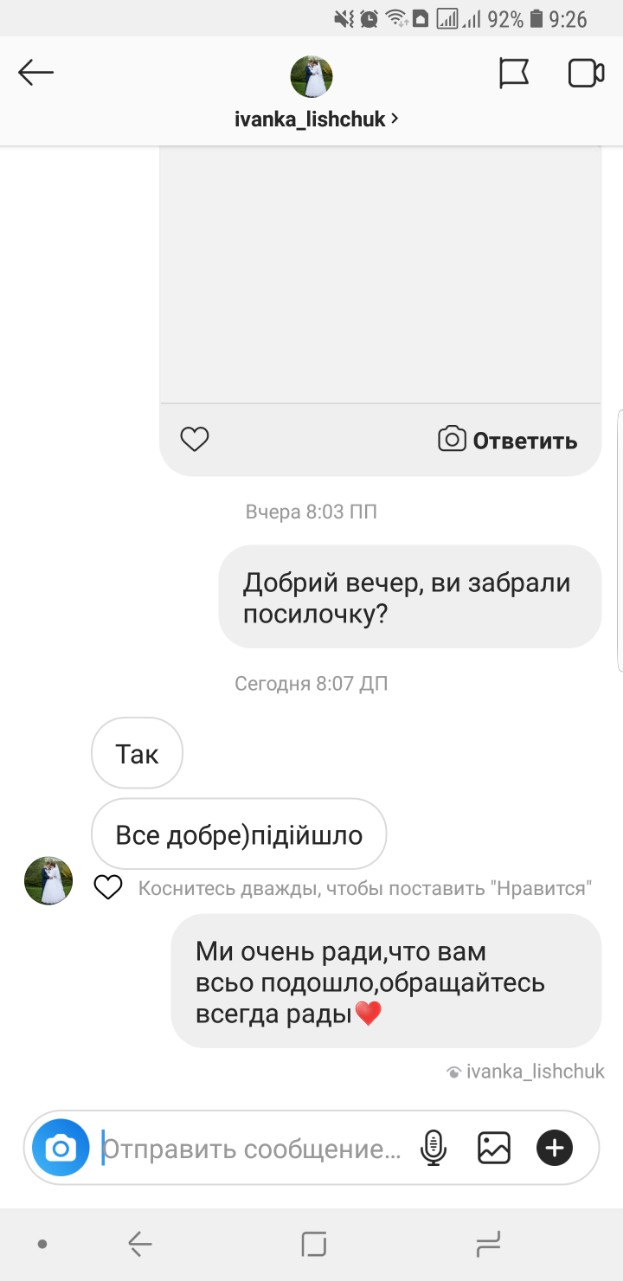 92% 9:26
ivanka_lishchuk
Ответить
Вчера 8:03 ПП
Добрий вечер, ви забрали
посилочку?
Сегодня 8:07 ДП
Так
Все добре)підійшло
Коснитесь дважды, чтобы поставить "Нравится"
Ми очень ради,что вам
всьо подошло,обращайтесь
всегда рады❤️
ivanka_lishchuk
Отправить сообщение...